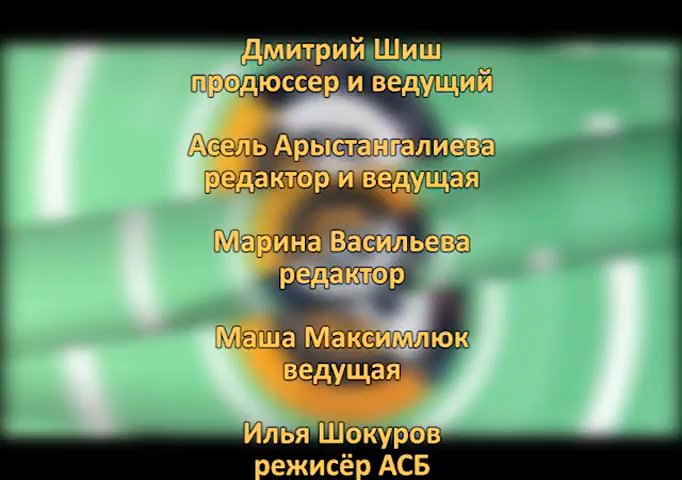 Дмитрий Шиш
продюссер и ведущий
Асель Арыстангалиева
редактор и ведущая
Марина Васильева
редактор
Маша Максимлюк
ведущая
Илья Шокуров
режисёр АСБ